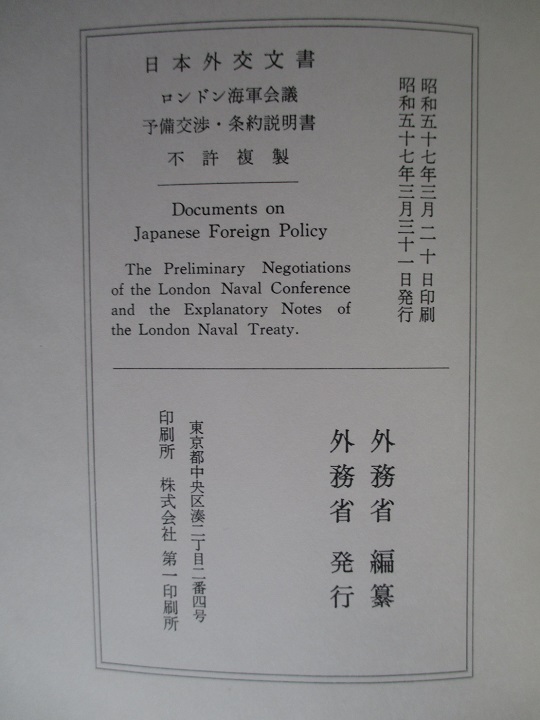 日本外交文書
ロンドン海軍会議
予備交渉・条約説明書
不許複製
Documents on
Japanese Foreign Policy
The Preliminary Negotiations
of the London Naval Conference
and the Explanatory Notes of
the London Naval Treaty.
昭和五十七年三月二十日印刷
昭和五十七年三月三十一日発行
外務省 編纂
外務省 発行
東京都中央区湊二丁目二番四号
印刷所 株式会社 第一印刷所